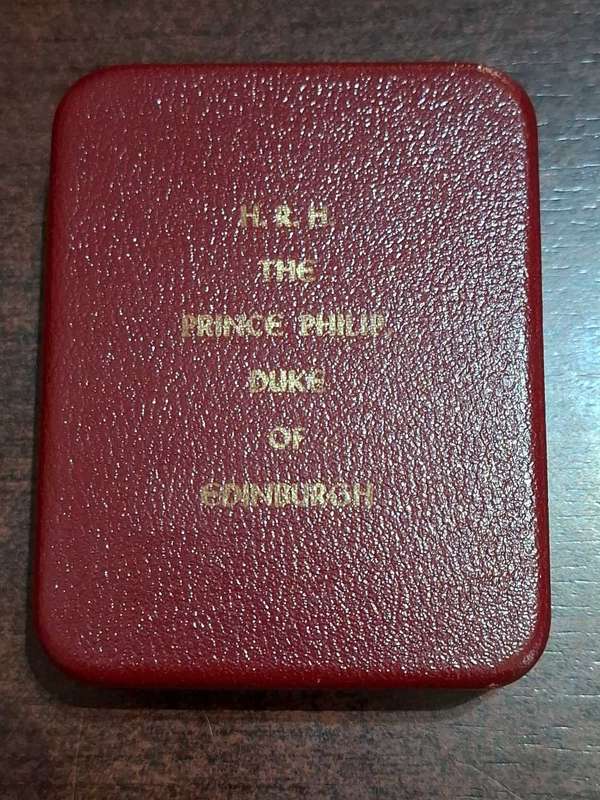 H. R. H.
THE
PRINCE PHILIP,
DUKE
OF
EDINBURGH